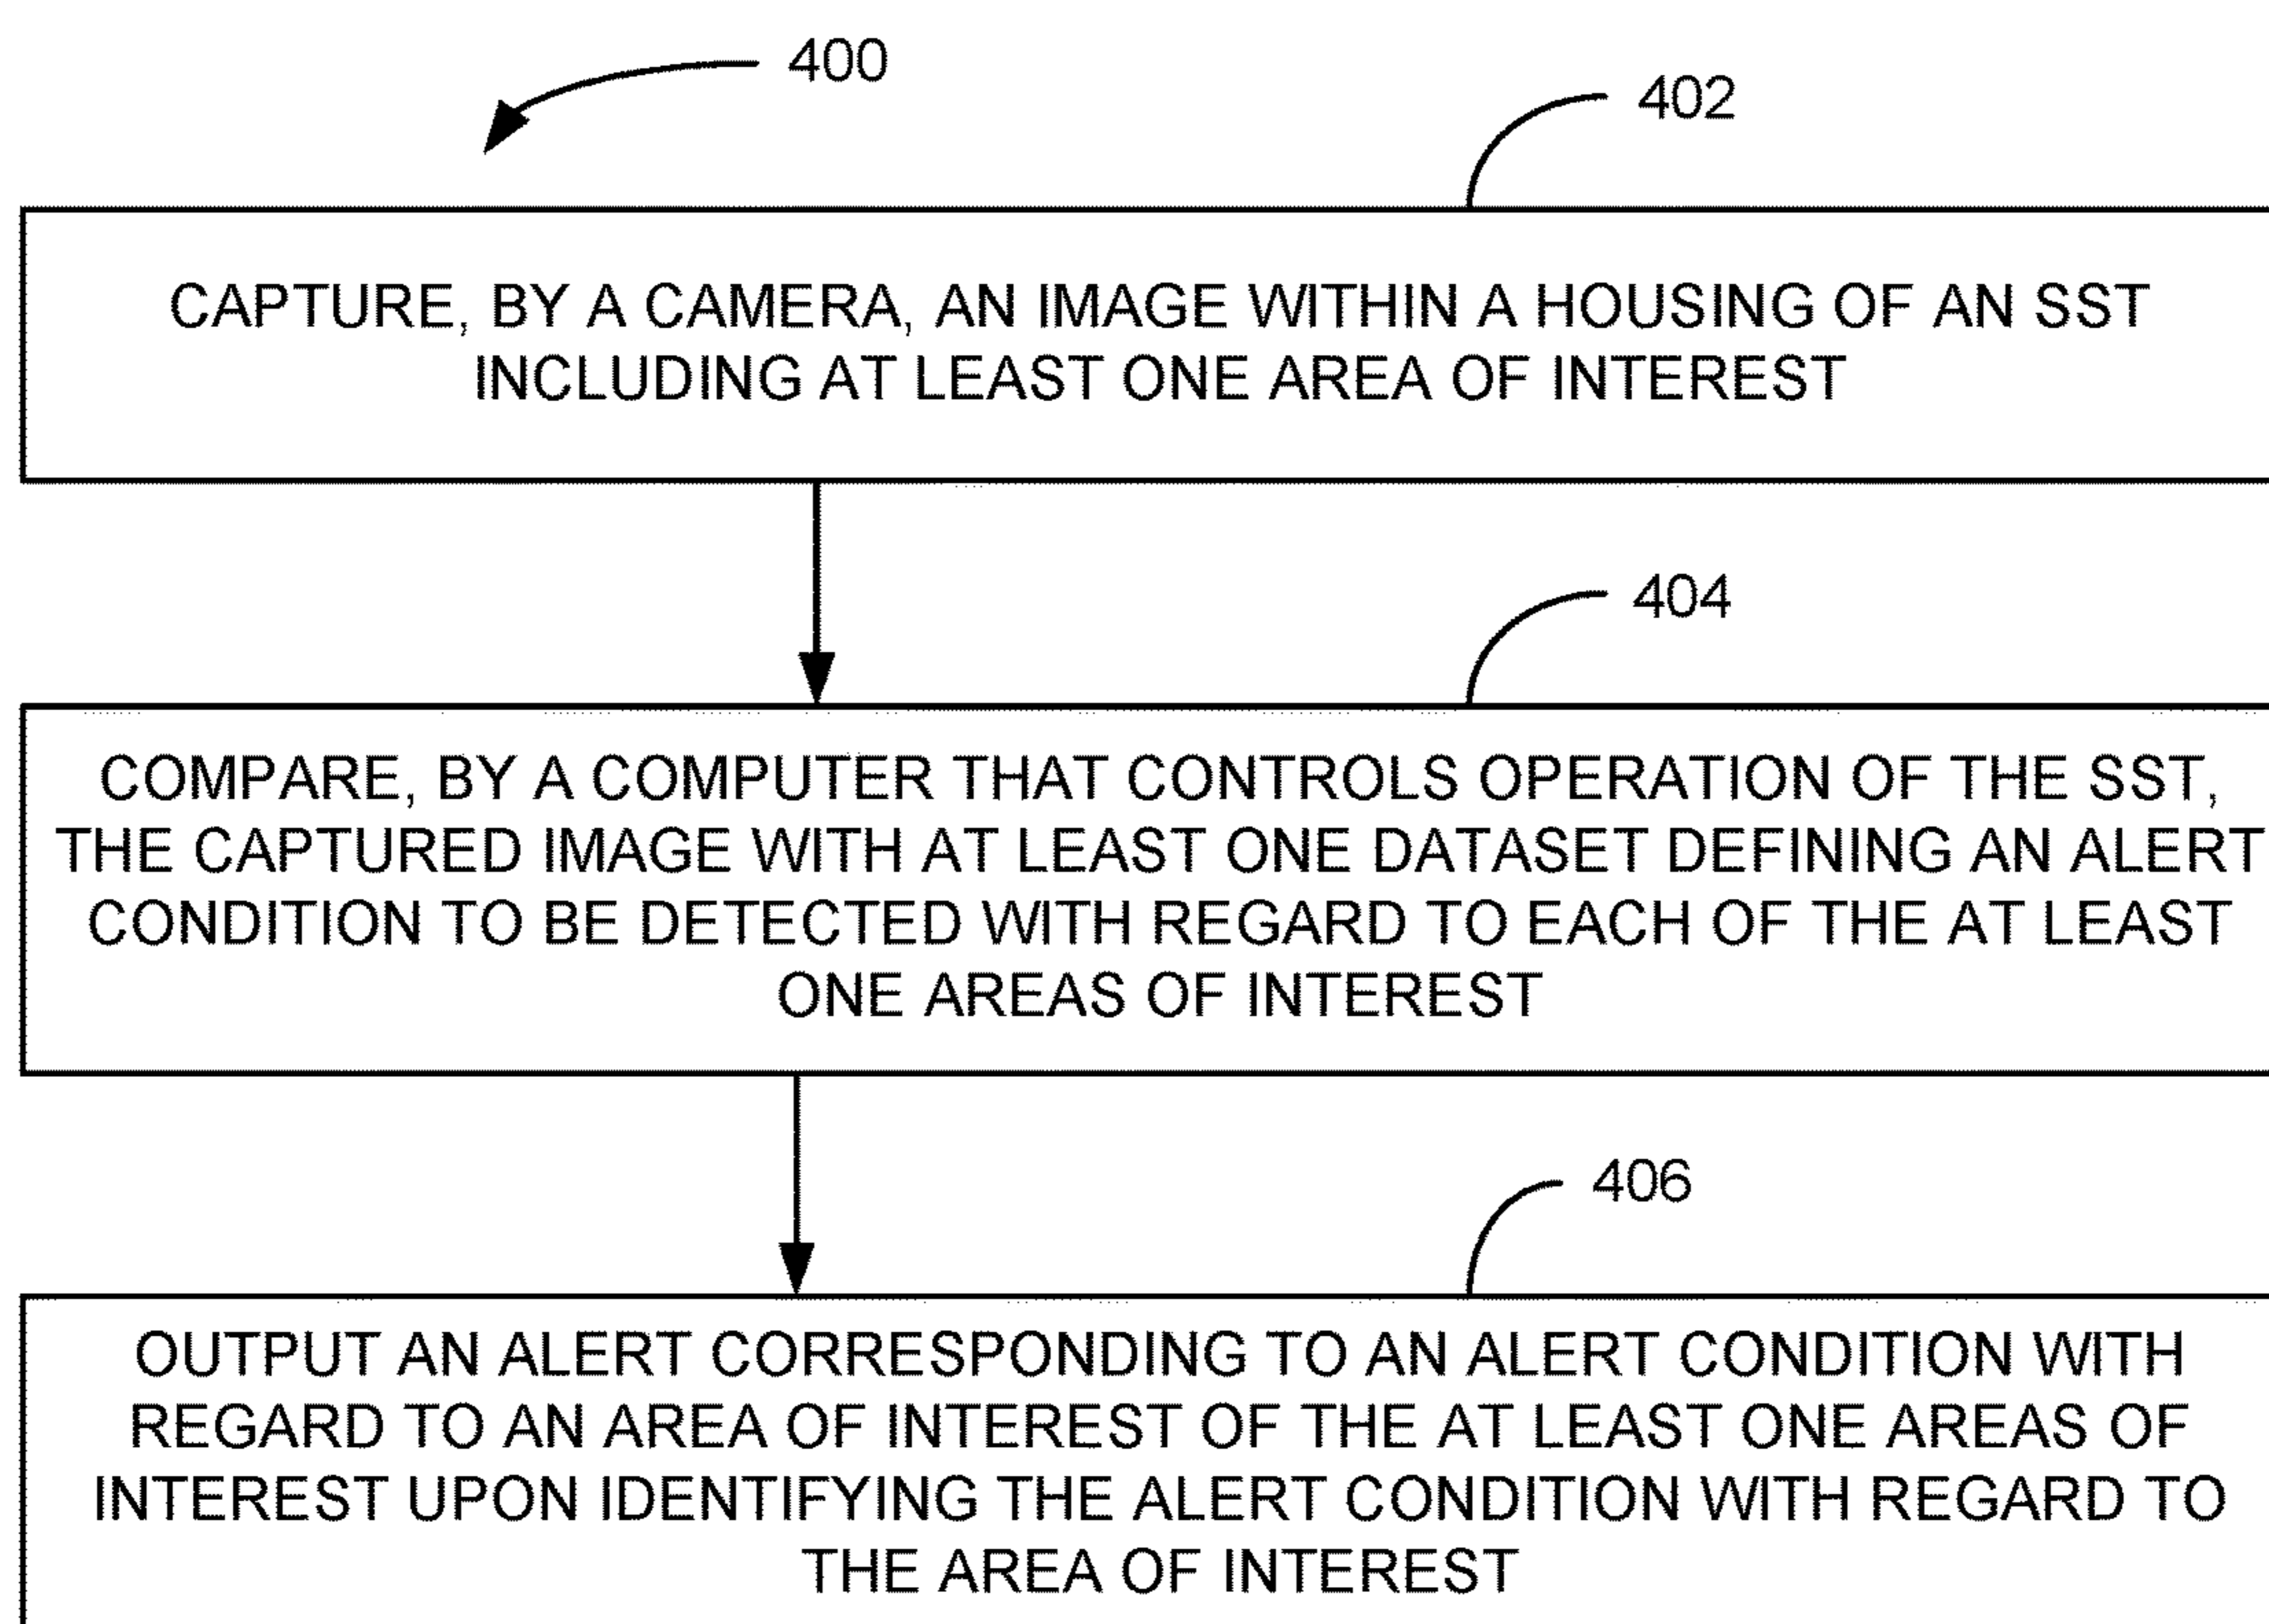 400
402
CAPTURE, BY A CAMERA, AN IMAGE WITHIN A HOUSING OF AN SST
INCLUDING AT LEAST ONE AREA OF INTEREST
404
COMPARE, BY A COMPUTER THAT CONTROLS OPERATION OF THE SST,
THE CAPTURED IMAGE WITH AT LEAST ONE DATASET DEFINING AN ALERT
CONDITION TO BE DETECTED WITH REGARD TO EACH OF THE AT LEAST
ONE AREAS OF INTEREST
406
OUTPUT AN ALERT CORRESPONDING TO AN ALERT CONDITION WITH
REGARD TO AN AREA OF INTEREST OF THE AT LEAST ONE AREAS OF
INTEREST UPON IDENTIFYING THE ALERT CONDITION WITH REGARD TO
THE AREA OF INTEREST